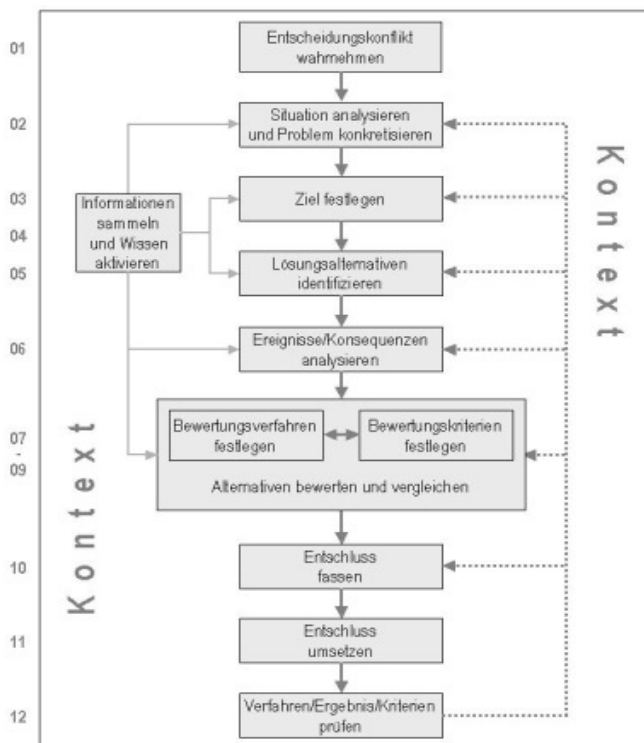 01
Entscheidungskonflikt
wahrnehmen
02
Situation analysieren
und Problem konkretisieren
Kontext
03
Informationen
sammeln
und Wissen
aktivieren
Ziel festlegen
04
05
Lösungsalternativen
identifizieren
06
Ereignisse/Konsequenzen
analysieren
07
-
09
Bewertungsverfahren
festlegen
Bewertungskriterien
festlegen
Alternativen bewerten und vergleichen
Kontext
10
Entschluss
fassen
11
Entschluss
umsetzen
12
Verfahren/Ergebnis/Kriterien
prüfen